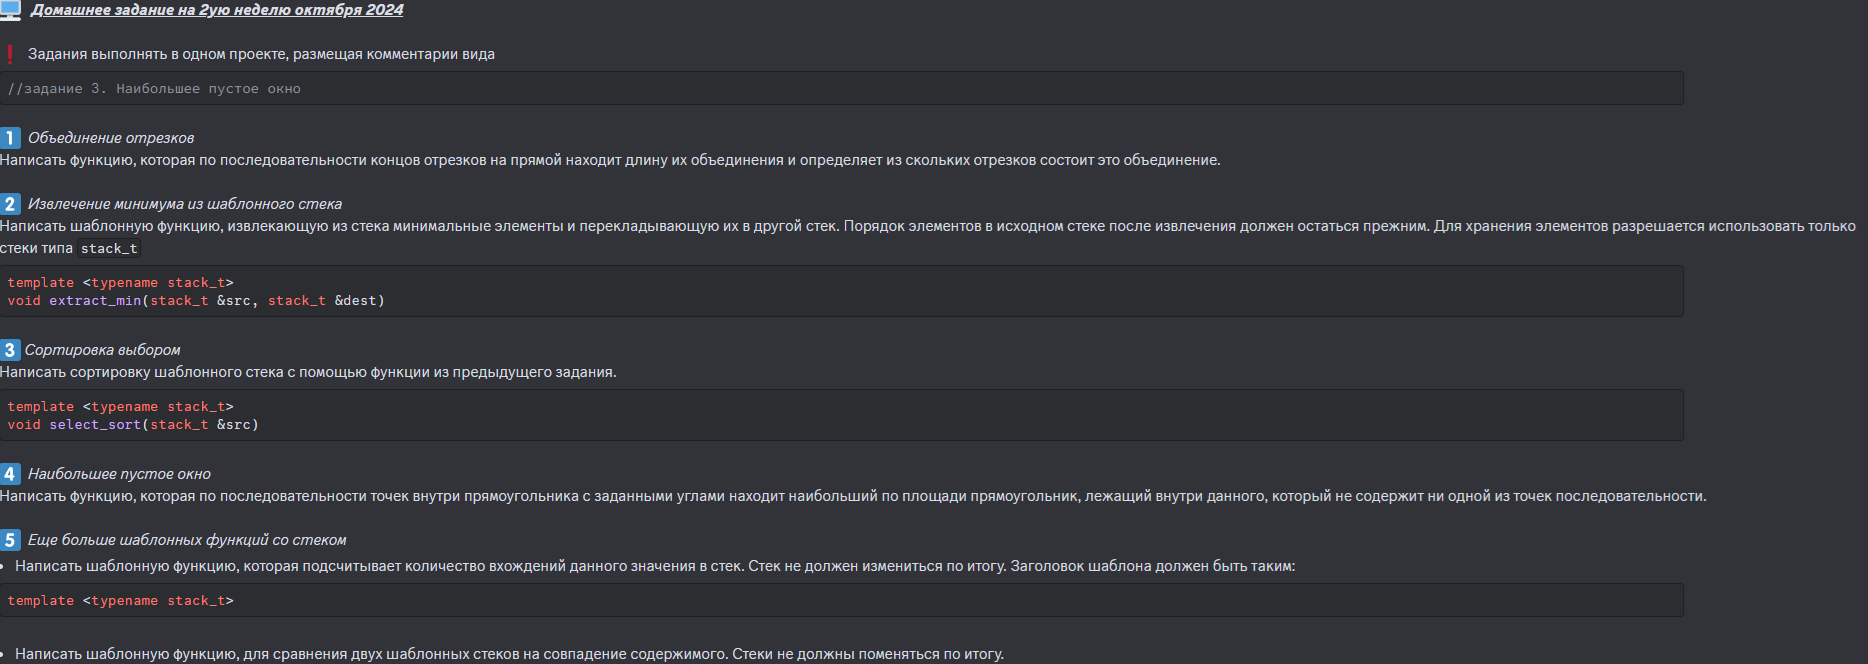 Домашнее задание на 2ую неделю октября 2024
Задания выполнять в одном проекте, размещая комментарии вида
//задание 3. Наибольшее пустое окно
1 Объединение отрезков
Написать функцию, которая по последовательности концов отрезков на прямой находит длину их объединения и определяет из скольких отрезков состоит это объединение.
2 Извлечение минимума из шаблонного стека
Написать шаблонную функцию, извлекающую из стека минимальные элементы и перекладывающую их в другой стек. Порядок элементов в исходном стеке после извлечения должен остаться прежним. Для хранения элементов разрешается использовать только
стеки типа stack_t
template <typename stack_t>
void extract_min(stack_t &src, stack_t &dest)
3 Сортировка выбором
Написать сортировку шаблонного стека с помощью функции из предыдущего задания.
template <typename stack_t>
void select_sort(stack_t &src)
4 Наибольшее пустое окно
Написать функцию, которая по последовательности точек внутри прямоугольника с заданными углами находит наибольший по площади прямоугольник, лежащий внутри данного, который не содержит ни одной из точек последовательности.
5 Еще больше шаблонных функций со стеком
• Написать шаблонную функцию, которая подсчитывает количество вхождений данного значения в стек. Стек не должен измениться по итогу. Заголовок шаблона должен быть таким:
template <typename stack_t>
• Написать шаблонную функцию, для сравнения двух шаблонных стеков на совпадение содержимого. Стеки не должны поменяться по итогу.